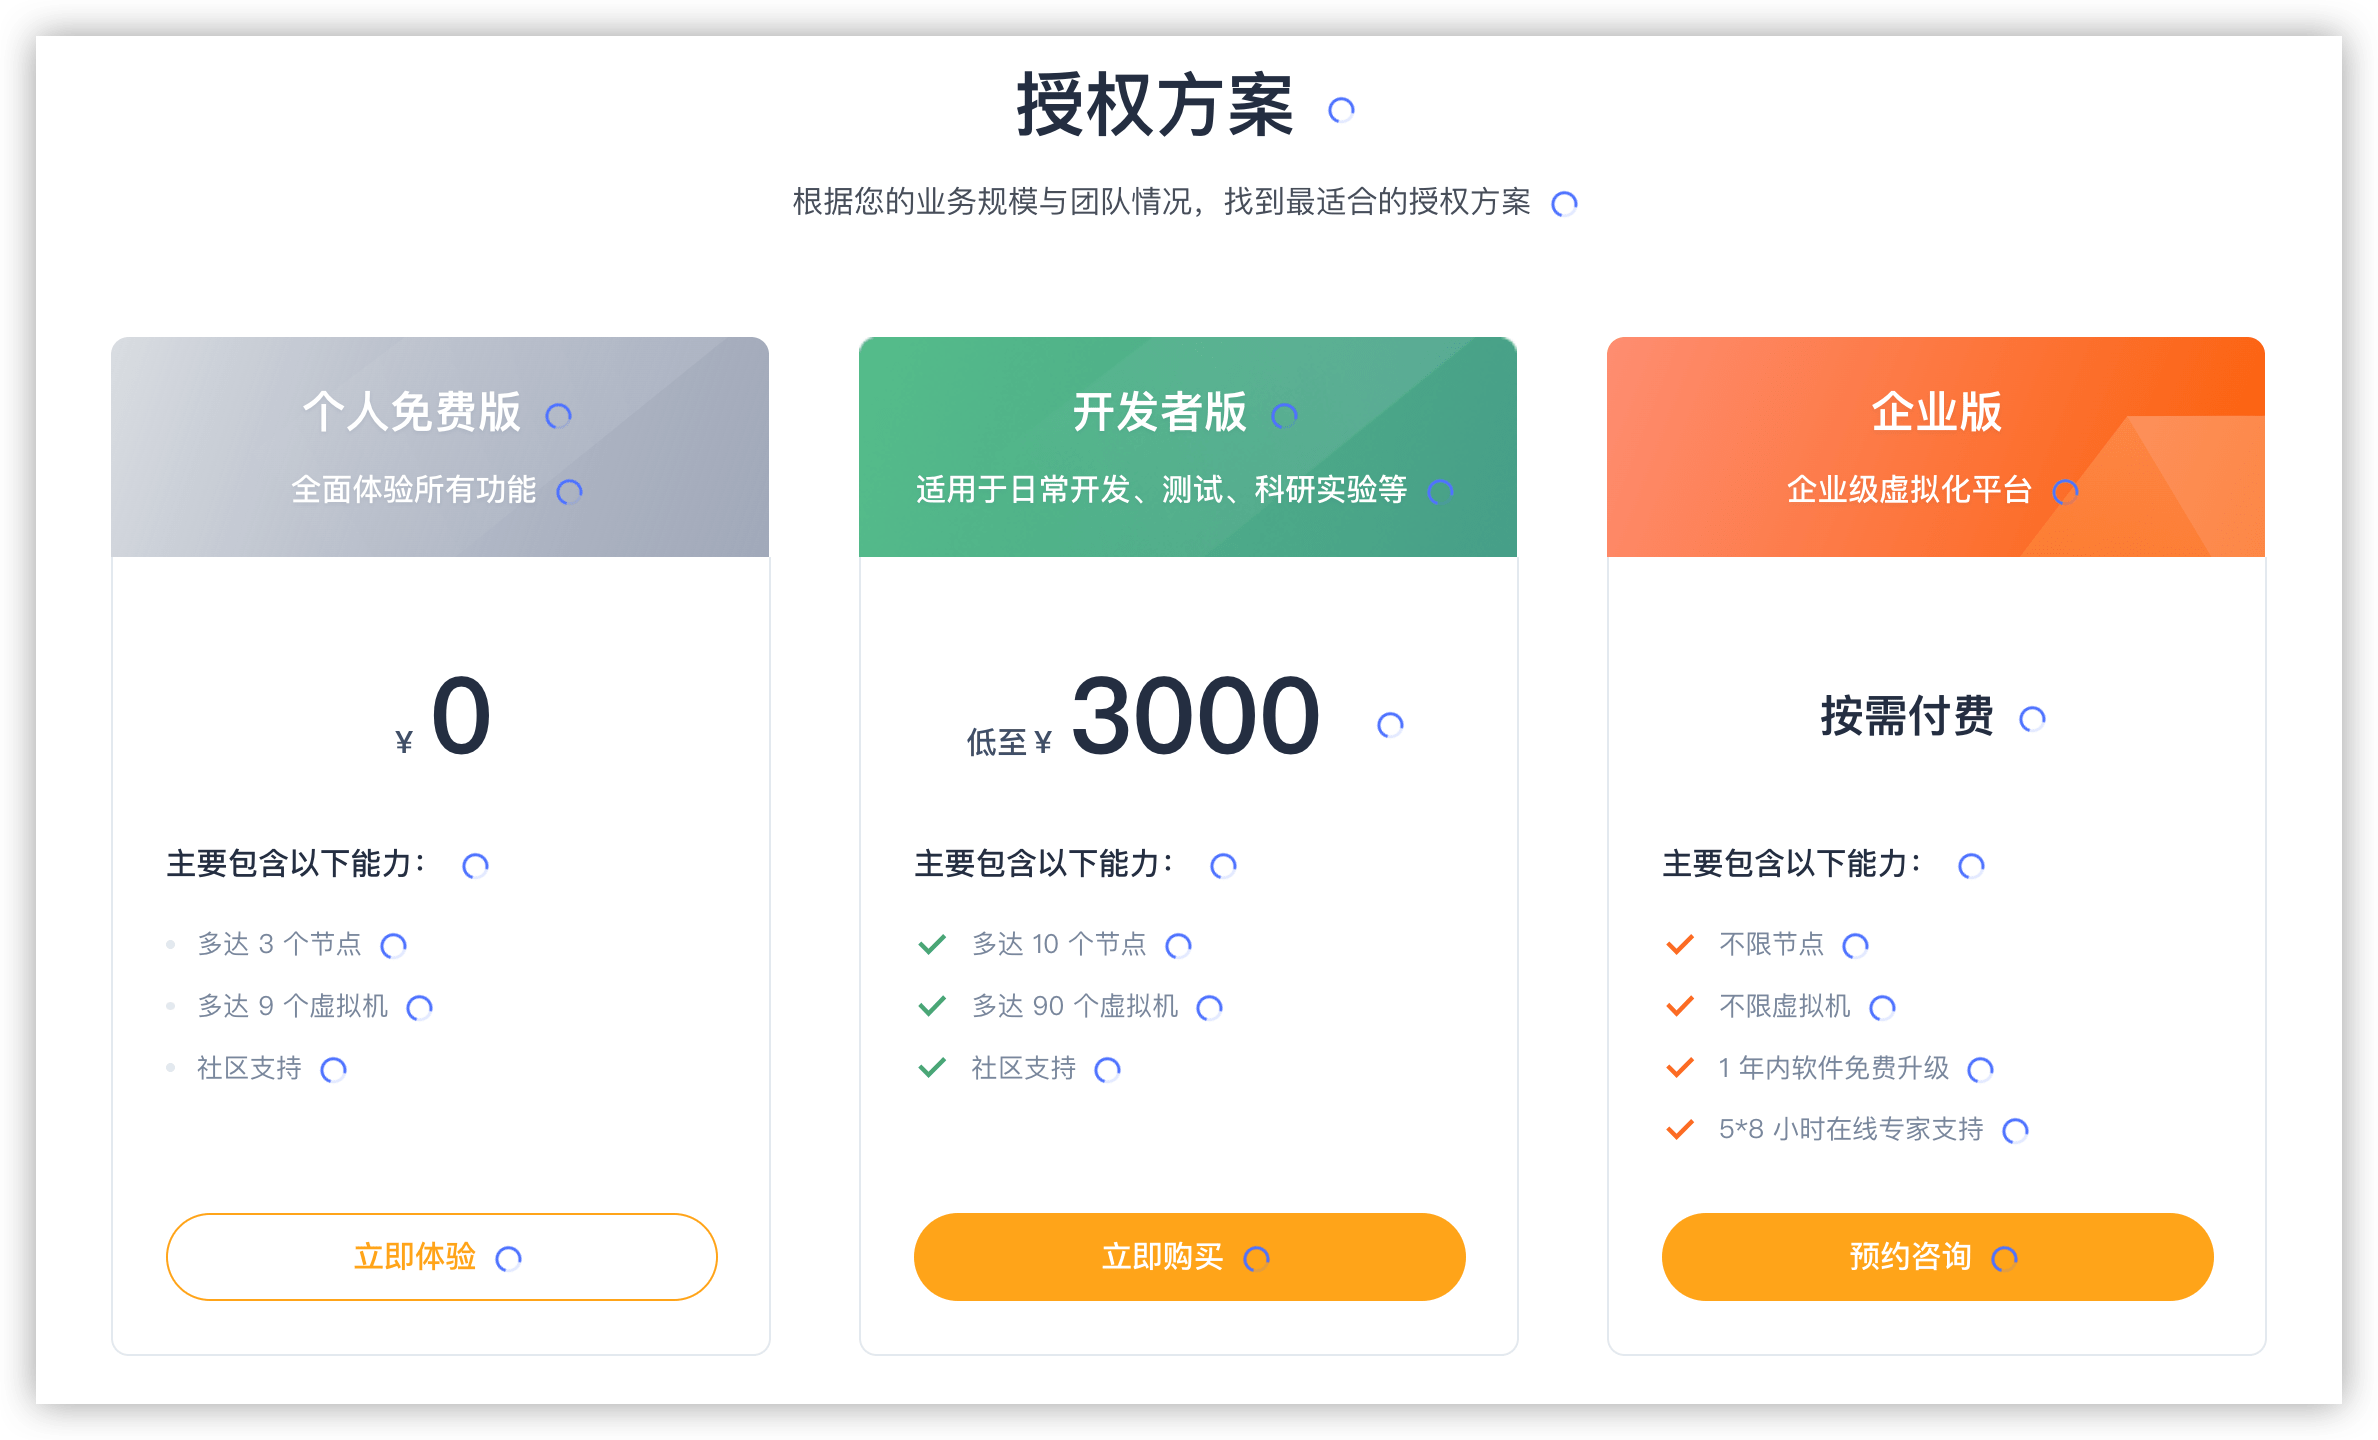 授权方案
根据您的业务规模与团队情况，找到最适合的授权方案
个人免费版
全面体验所有功能
¥ 0
主要包含以下能力：
多达 3 个节点
多达 9 个虚拟机
社区支持
立即体验
开发者版
适用于日常开发、测试、科研实验等
低至 ¥ 3000
主要包含以下能力：
多达 10 个节点
多达 90 个虚拟机
社区支持
立即购买
企业版
企业级虚拟化平台
按需付费
主要包含以下能力：
不限节点
不限虚拟机
1 年内软件免费升级
5*8 小时在线专家支持
预约咨询